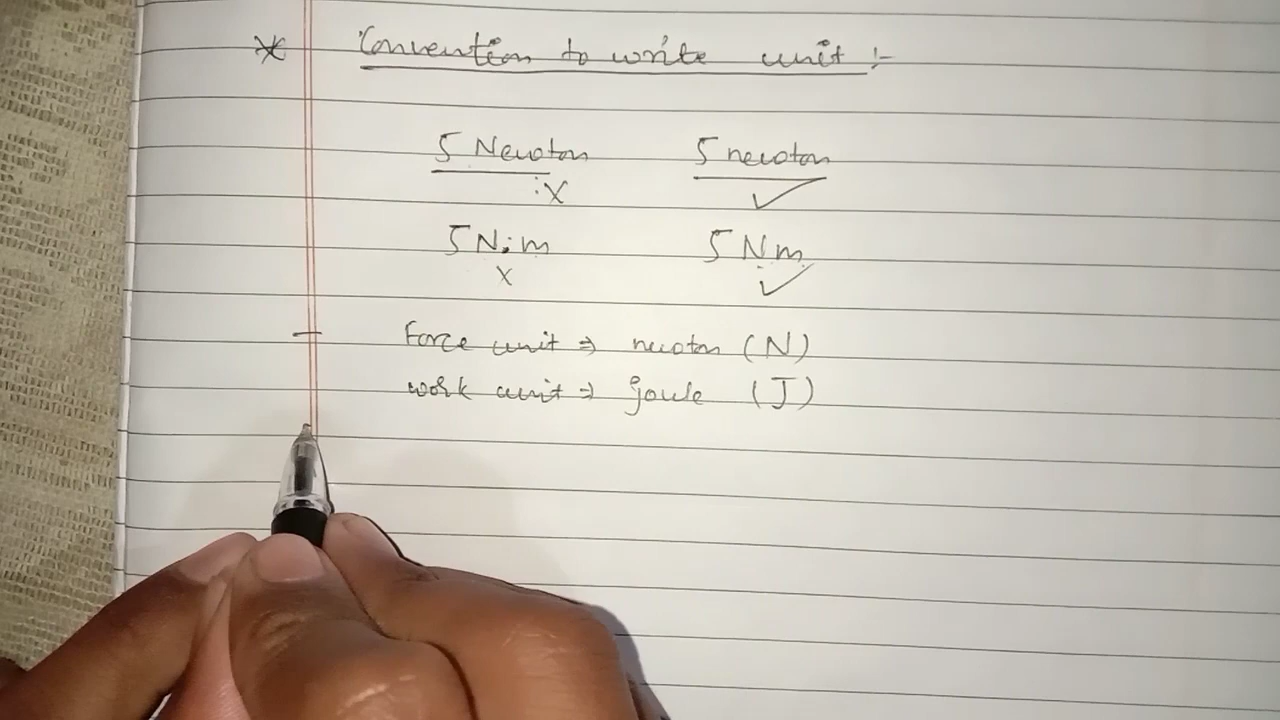 * Convention to write unit :-
5 Newton 5 newton
X ✓
5 N.m 5 Nm
X ✓
- Force unit ⇒ newton (N)
work unit ⇒ joule (J)